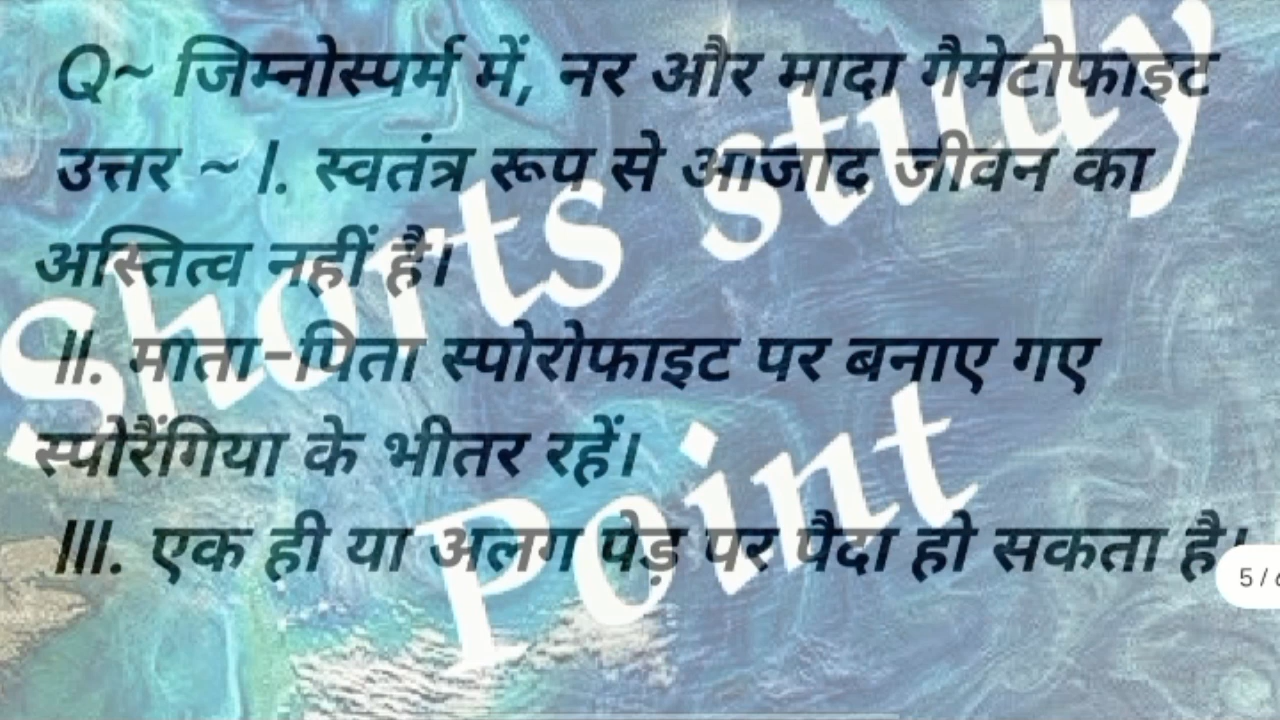 Q~ जिम्नोस्पर्म में, नर और मादा गैमेटोफाइट
उत्तर ~ I. स्वतंत्र रूप से आजाद जीवन का
अस्तित्व नहीं है।
II. माता-पिता स्पोरोफाइट पर बनाए गए
स्पोरैंगिया के भीतर रहें।
III. एक ही या अलग पेड़ पर पैदा हो सकता है।
Shorts study
Point
5 / 6